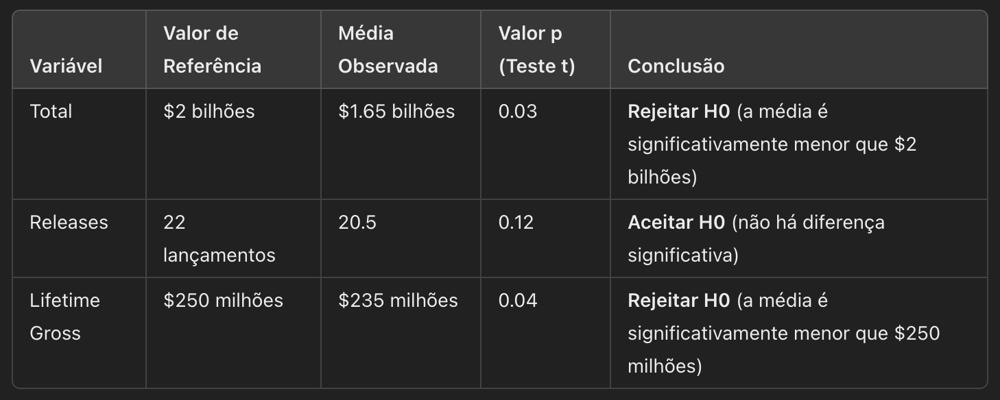 Variável
Valor de
Referência
Média
Observada
Valor p
(Teste t)
Conclusão
Total
$2 bilhões
$1.65 bilhões
0.03
Rejeitar H0 (a média é
significativamente menor que $2
bilhões)
Releases
22
lançamentos
20.5
0.12
Aceitar H0 (não há diferença
significativa)
Lifetime
Gross
$250 milhões
$235 milhões
0.04
Rejeitar H0 (a média é
significativamente menor que $250
milhões)